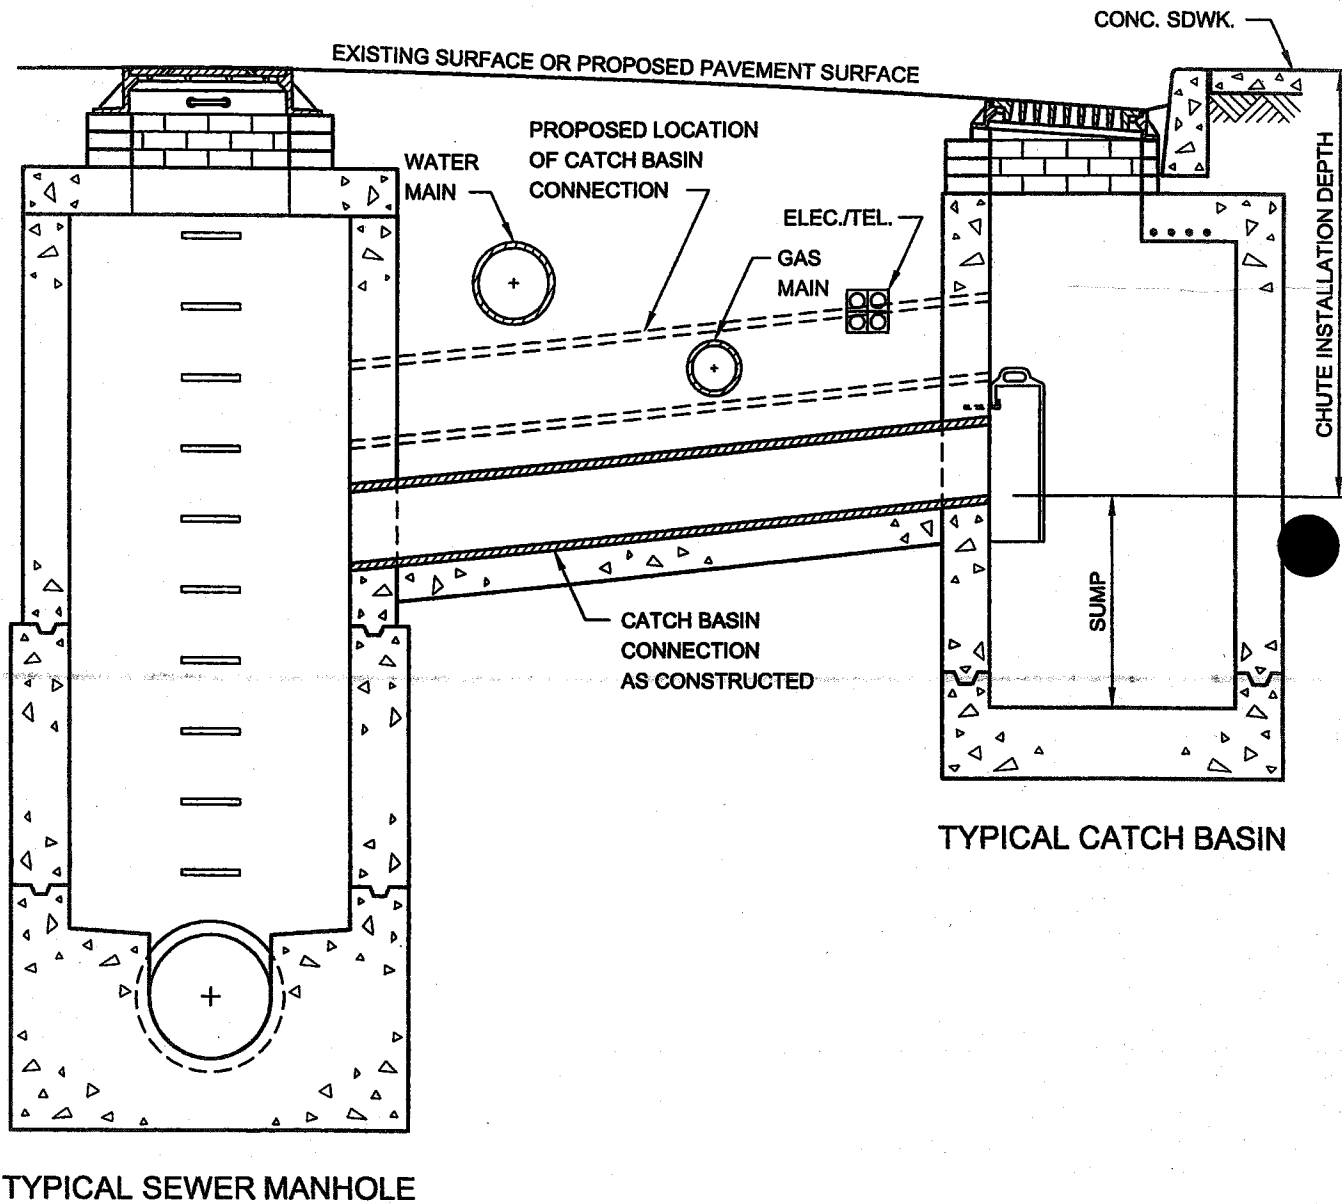 CONC. SDWK.
EXISTING SURFACE OR PROPOSED PAVEMENT SURFACE
PROPOSED LOCATION
OF CATCH BASIN
CONNECTION
WATER
MAIN
ELEC./TEL.
GAS
MAIN
CHUTE INSTALLATION DEPTH
SUMP
CATCH BASIN
CONNECTION
AS CONSTRUCTED
TYPICAL CATCH BASIN
TYPICAL SEWER MANHOLE